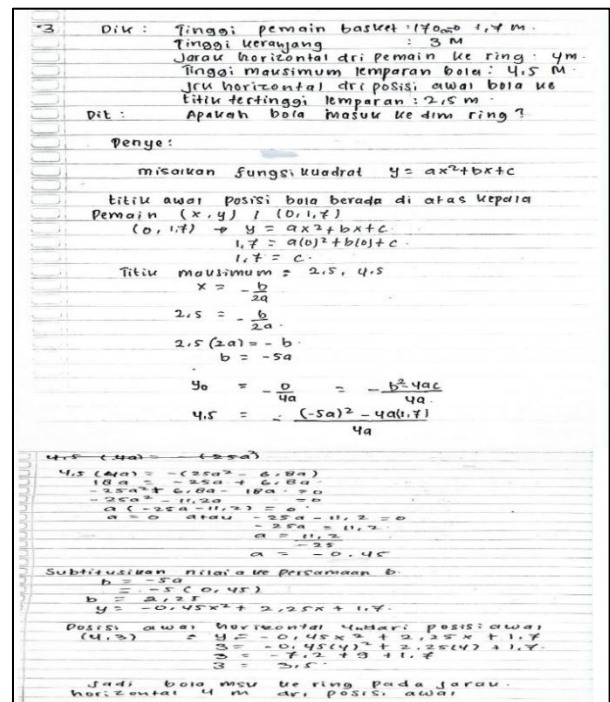 *3 Dik : Tinggi pemain basket : 170 1,7 m.
Tinggi keranjang : 3 M
Jarak horizontal dri pemain ke ring : 4m.
Tinggi maksimum lemparan bola : 4,5 M.
Jrk horizontal dri posisi awal bola ke
titik tertinggi lemparan : 2,5 m.
Dit : Apakah bola masuk ke dlm ring ?
Penye :
misalkan fungsi kuadrat y = ax²+bx+c
titik awal posisi bola berada di atas kepala
Pemain (x,y) / (0,1,7)
(0, 1,7) → y = ax²+bx+c.
1,7 = a(0)²+b(0)+c.
1,7 = c.
Titik maksimum = 2,5, 4,5
x = -b/2a
2,5 = -b/2a.
2,5 (2a) = -b.
b = -5a
y₀ = -D/4a = -b²-4ac/4a.
4,5 = -(-5a)²-4a(1,7)/4a
4,5 (4a) = -(25a²)
4,5 (4a) = -(25a² - 6,8a)
18a = -25a + 6,8a
-25a² + 6,8a - 18a = 0
-25a² - 11,2a = 0
a (-25a-11,2) = 0
a = 0 atau -25a - 11,2 = 0
-25a = 11,2
a = 11,2/-25
a = -0,45
Subtitusikan nilai a ke persamaan b.
b = -5a
= -5 (0,45)
b = 2,25
y = -0,45x² + 2,25x + 1,7.
Posisi awal horizontal 4m dari posisi awal
(4,3) = y = -0,45x² + 2,25x + 1,7
3 = -0,45(4)² + 2,25(4) + 1,7.
3 = -7,2 + 9 + 1,7
3 = 3,5.
Jadi bola msu ke ring pada jarak.
horizontal 4 m dri posisi awal